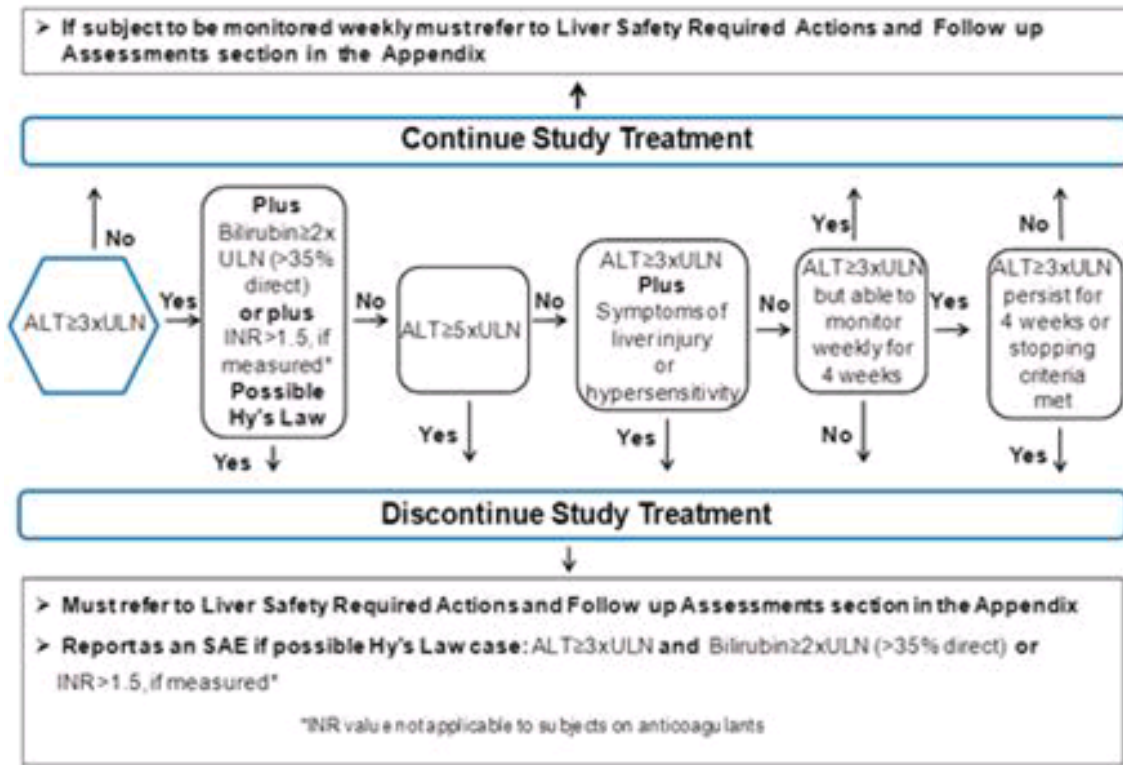 ➢ If subject to be monitored weekly must refer to Liver Safety Required Actions and Follow up
Assessments section in the Appendix
Continue Study Treatment
No
ALT≥3xULN
Yes
Plus
Bilirubin≥2x
ULN (>35%
direct)
or plus
INR>1.5, if
measured*
Possible
Hy's Law
Yes
No
ALT≥5xULN
Yes
No
ALT≥3xULN
Plus
Symptoms of
liver injury
or
hypersensitivity
Yes
No
Yes
ALT≥3xULN
but able to
monitor
weekly for
4 weeks
No
Yes
No
ALT≥3xULN
persist for
4 weeks or
stopping
criteria
met
Yes
Discontinue Study Treatment
➢ Must refer to Liver Safety Required Actions and Follow up Assessments section in the Appendix
➢ Report as an SAE if possible Hy's Law case: ALT≥3xULN and Bilirubin≥2xULN (>35% direct) or
INR>1.5, if measured*
*INR value not applicable to subjects on anticoagulants